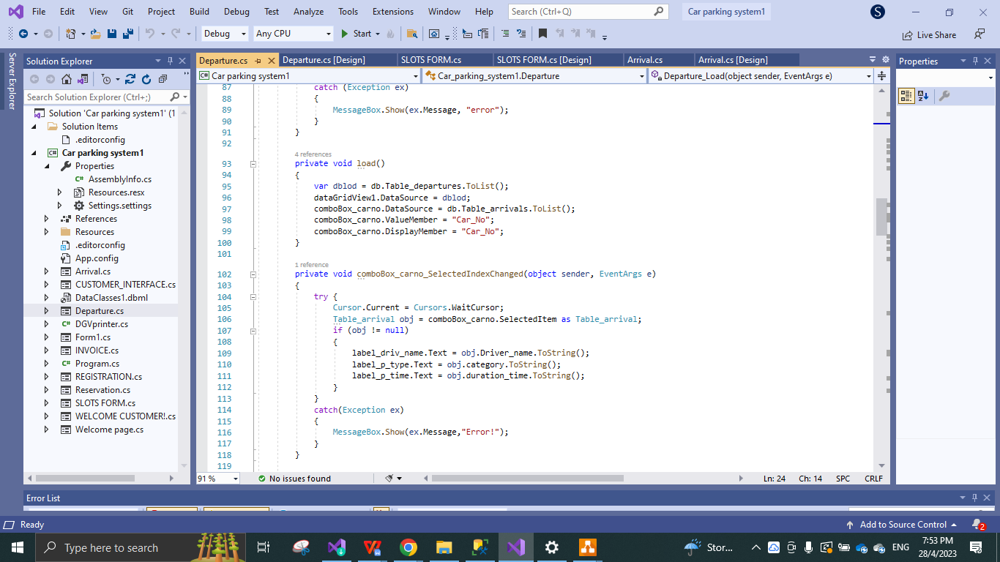 File Edit View Git Project Build Debug Test Analyze Tools Extensions Window Help Search (Ctrl+Q) Car parking system1 S
Debug Any CPU Start Live Share
Server Explorer
Solution Explorer
Search Solution Explorer (Ctrl+;)
Solution 'Car parking system1' (1
Solution Items
.editorconfig
Car parking system1
Properties
AssemblyInfo.cs
Resources.resx
Settings.settings
References
Resources
.editorconfig
App.config
Arrival.cs
CUSTOMER_INTERFACE.cs
DataClasses1.dbml
Departure.cs
DGVprinter.cs
Form1.cs
INVOICE.cs
Program.cs
REGISTRATION.cs
Reservation.cs
SLOTS FORM.cs
WELCOME CUSTOMER!.cs
Welcome page.cs
Departure.cs Departure.cs [Design] SLOTS FORM.cs SLOTS FORM.cs [Design] Arrival.cs Arrival.cs [Design]
Car parking system1 Car_parking_system1.Departure Departure_Load(object sender, EventArgs e)
87 catch (Exception ex)
88 {
89 MessageBox.Show(ex.Message, "error");
90 }
91 }
92
4 references
93 private void load()
94 {
95 var dblod = db.Table_departures.ToList();
96 dataGridView1.DataSource = dblod;
97 comboBox_carno.DataSource = db.Table_arrivals.ToList();
98 comboBox_carno.ValueMember = "Car_No";
99 comboBox_carno.DisplayMember = "Car_No";
100 }
101
1 reference
102 private void comboBox_carno_SelectedIndexChanged(object sender, EventArgs e)
103 {
104 try {
105 Cursor.Current = Cursors.WaitCursor;
106 Table_arrival obj = comboBox_carno.SelectedItem as Table_arrival;
107 if (obj != null)
108 {
109 label_driv_name.Text = obj.Driver_name.ToString();
110 label_p_type.Text = obj.category.ToString();
111 label_p_time.Text = obj.duration_time.ToString();
112 }
113 }
114 catch(Exception ex)
115 {
116 MessageBox.Show(ex.Message,"Error!");
117 }
118 }
119
91 % No issues found Ln: 24 Ch: 14 SPC CRLF
Properties
Error List
Ready Add to Source Control 2
Type here to search Stor... ENG 7:53 PM
28/4/2023